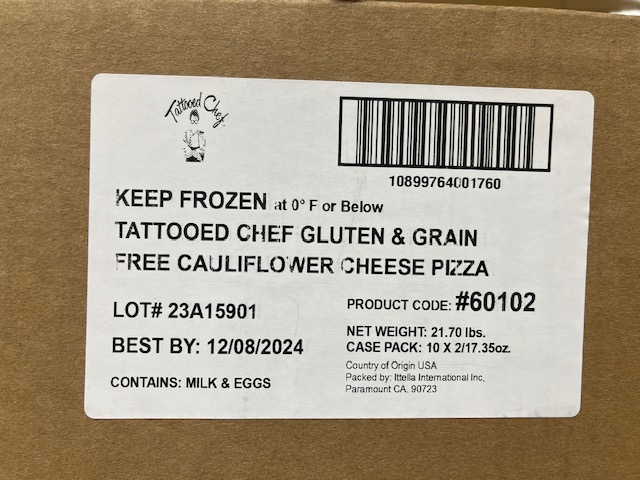 Tattooed Chef
10899764001760
KEEP FROZEN at 0° F or Below
TATTOOED CHEF GLUTEN & GRAIN
FREE CAULIFLOWER CHEESE PIZZA
LOT# 23A15901
PRODUCT CODE: #60102
BEST BY: 12/08/2024
NET WEIGHT: 21.70 lbs.
CASE PACK: 10 X 2/17.35oz.
CONTAINS: MILK & EGGS
Country of Origin USA
Packed by: Ittella International Inc,
Paramount CA. 90723